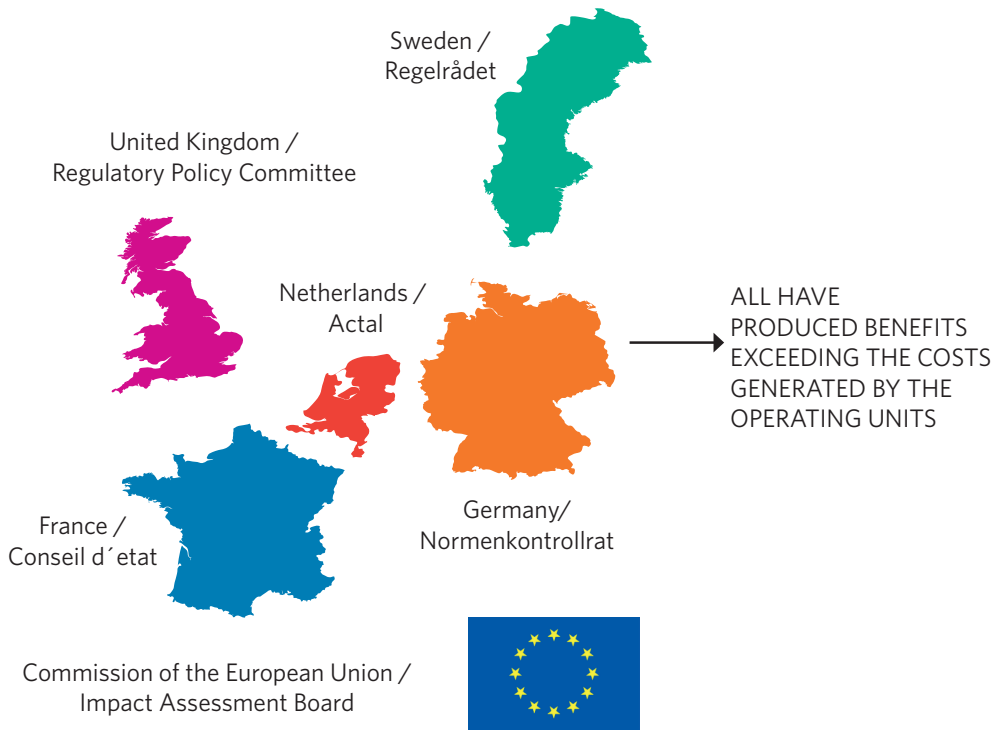 Sweden /
Regelrådet
United Kingdom /
Regulatory Policy Committee
Netherlands /
Actal
ALL HAVE
PRODUCED BENEFITS
EXCEEDING THE COSTS
GENERATED BY THE
OPERATING UNITS
Germany/
Normenkontrollrat
France /
Conseil d´etat
Commission of the European Union /
Impact Assessment Board